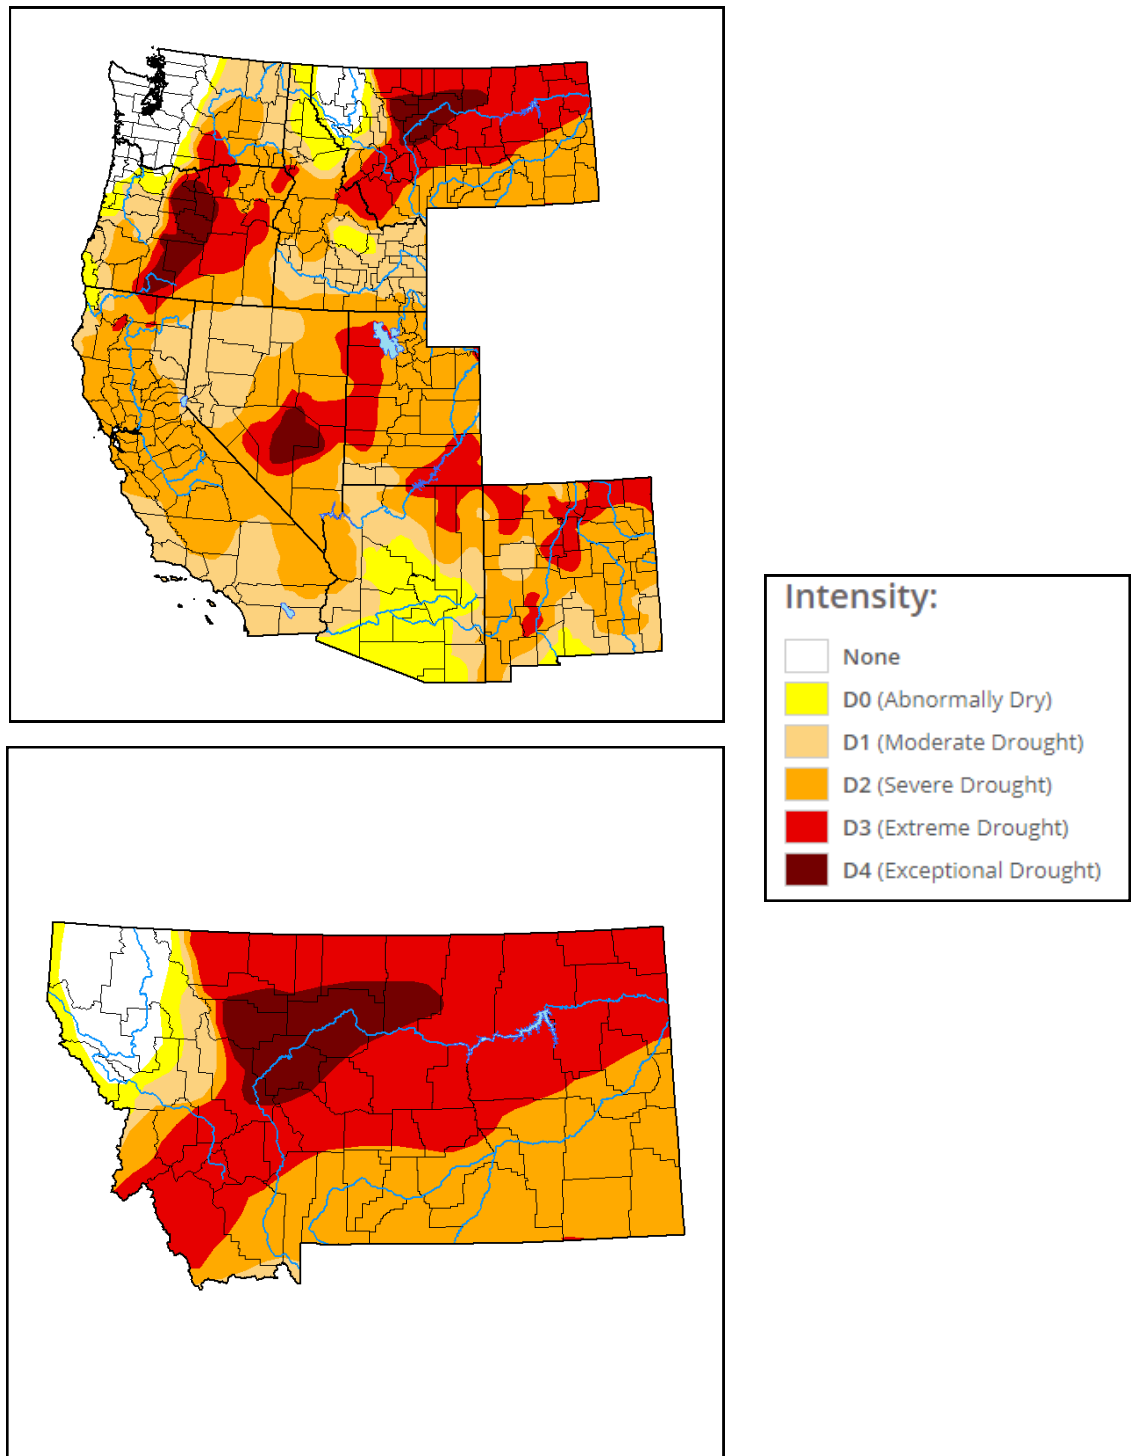 Intensity:
None
D0 (Abnormally Dry)
D1 (Moderate Drought)
D2 (Severe Drought)
D3 (Extreme Drought)
D4 (Exceptional Drought)